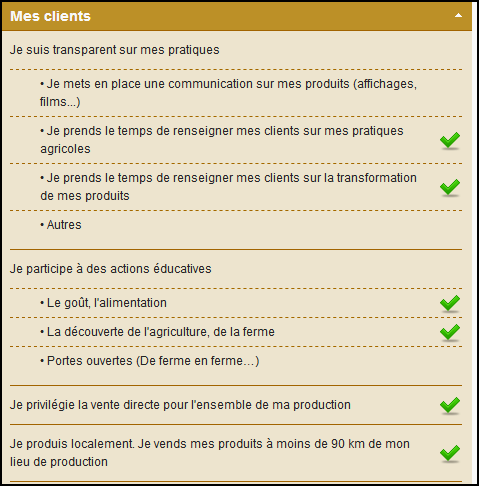 Mes clients
Je suis transparent sur mes pratiques
• Je mets en place une communication sur mes produits (affichages,
films...)
• Je prends le temps de renseigner mes clients sur mes pratiques
agricoles
• Je prends le temps de renseigner mes clients sur la transformation
de mes produits
• Autres
Je participe à des actions éducatives
• Le goût, l'alimentation
• La découverte de l'agriculture, de la ferme
• Portes ouvertes (De ferme en ferme...)
Je privilégie la vente directe pour l'ensemble de ma production
Je produis localement. Je vends mes produits à moins de 90 km de mon
lieu de production